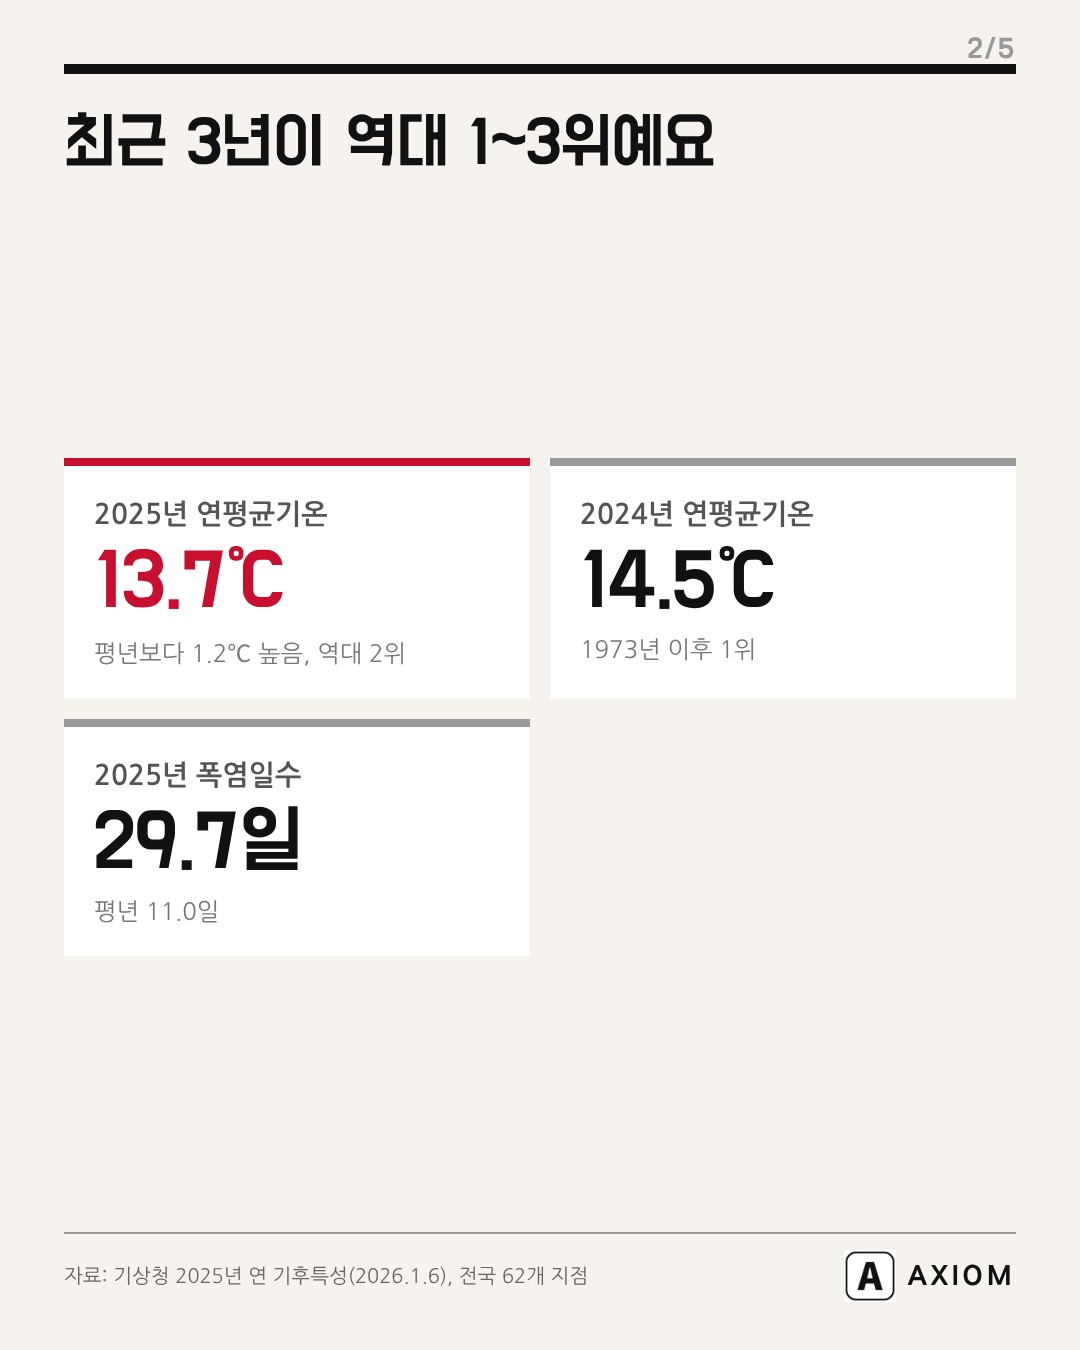 2/5
최근 3년이 역대 1~3위예요
2025년 연평균기온
13.7℃
평년보다 1.2℃ 높음, 역대 2위
2024년 연평균기온
14.5℃
1973년 이후 1위
2025년 폭염일수
29.7일
평년 11.0일
자료: 기상청 2025년 연 기후특성(2026.1.6), 전국 62개 지점
A AXIOM